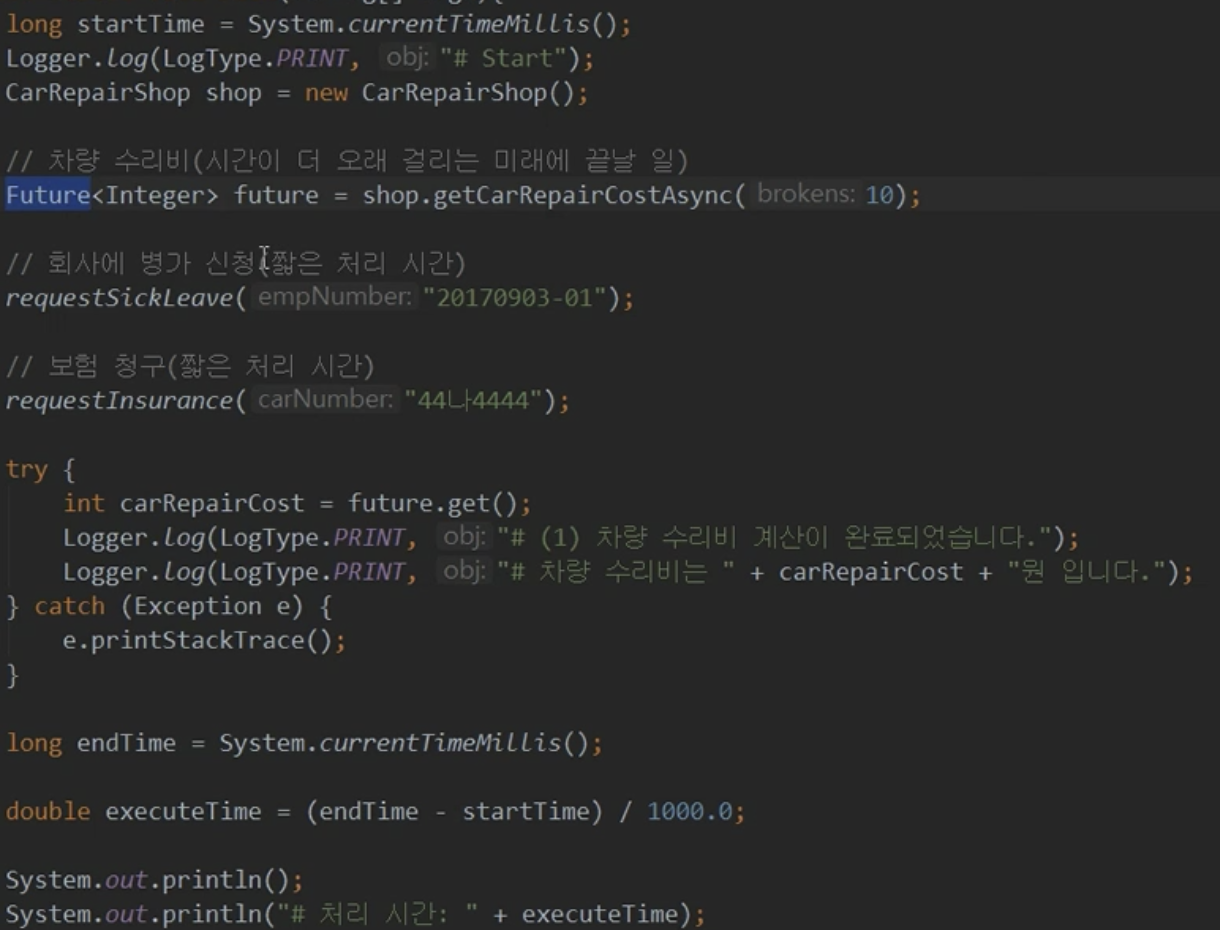 long startTime = System.currentTimeMillis();
Logger.log(LogType.PRINT, obj: "# Start");
CarRepairShop shop = new CarRepairShop();
// 차량 수리비(시간이 더 오래 걸리는 미래에 끝날 일)
Future<Integer> future = shop.getCarRepairCostAsync( brokens: 10);
// 회사에 병가 신청(짧은 처리 시간)
requestSickLeave( empNumber: "20170903-01");
// 보험 청구(짧은 처리 시간)
requestInsurance( carNumber: "44나4444");
try {
int carRepairCost = future.get();
Logger.log(LogType.PRINT, obj: "# (1) 차량 수리비 계산이 완료되었습니다.");
Logger.log(LogType.PRINT, obj: "# 차량 수리비는 " + carRepairCost + "원 입니다.");
} catch (Exception e) {
e.printStackTrace();
}
long endTime = System.currentTimeMillis();
double executeTime = (endTime - startTime) / 1000.0;
System.out.println();
System.out.println("# 처리 시간: " + executeTime);